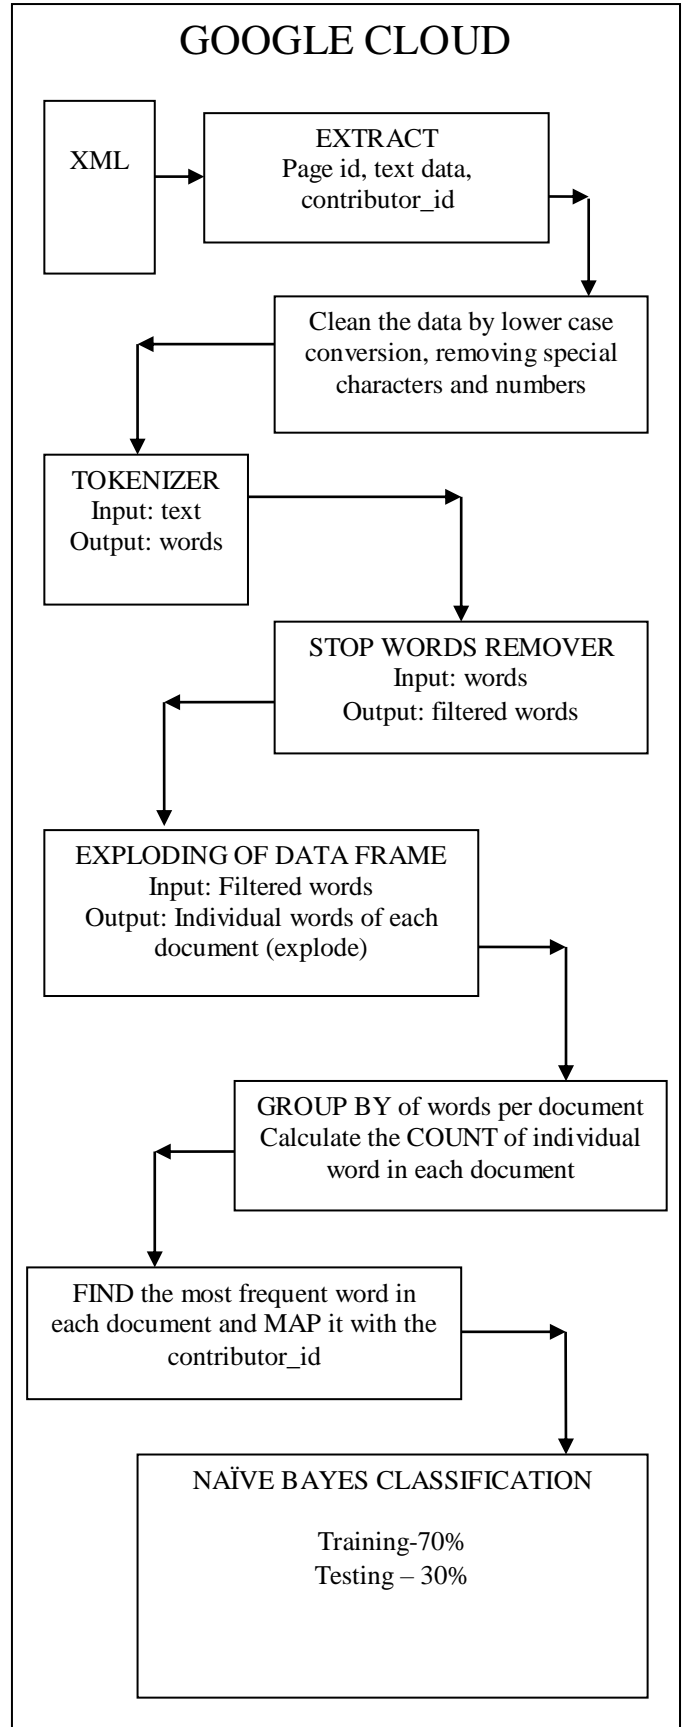 GOOGLE CLOUD
XML
EXTRACT
Page id, text data,
contributor_id
Clean the data by lower case
conversion, removing special
characters and numbers
TOKENIZER
Input: text
Output: words
STOP WORDS REMOVER
Input: words
Output: filtered words
EXPLODING OF DATA FRAME
Input: Filtered words
Output: Individual words of each
document (explode)
GROUP BY of words per document
Calculate the COUNT of individual
word in each document
FIND the most frequent word in
each document and MAP it with the
contributor_id
NAÏVE BAYES CLASSIFICATION
Training-70%
Testing – 30%